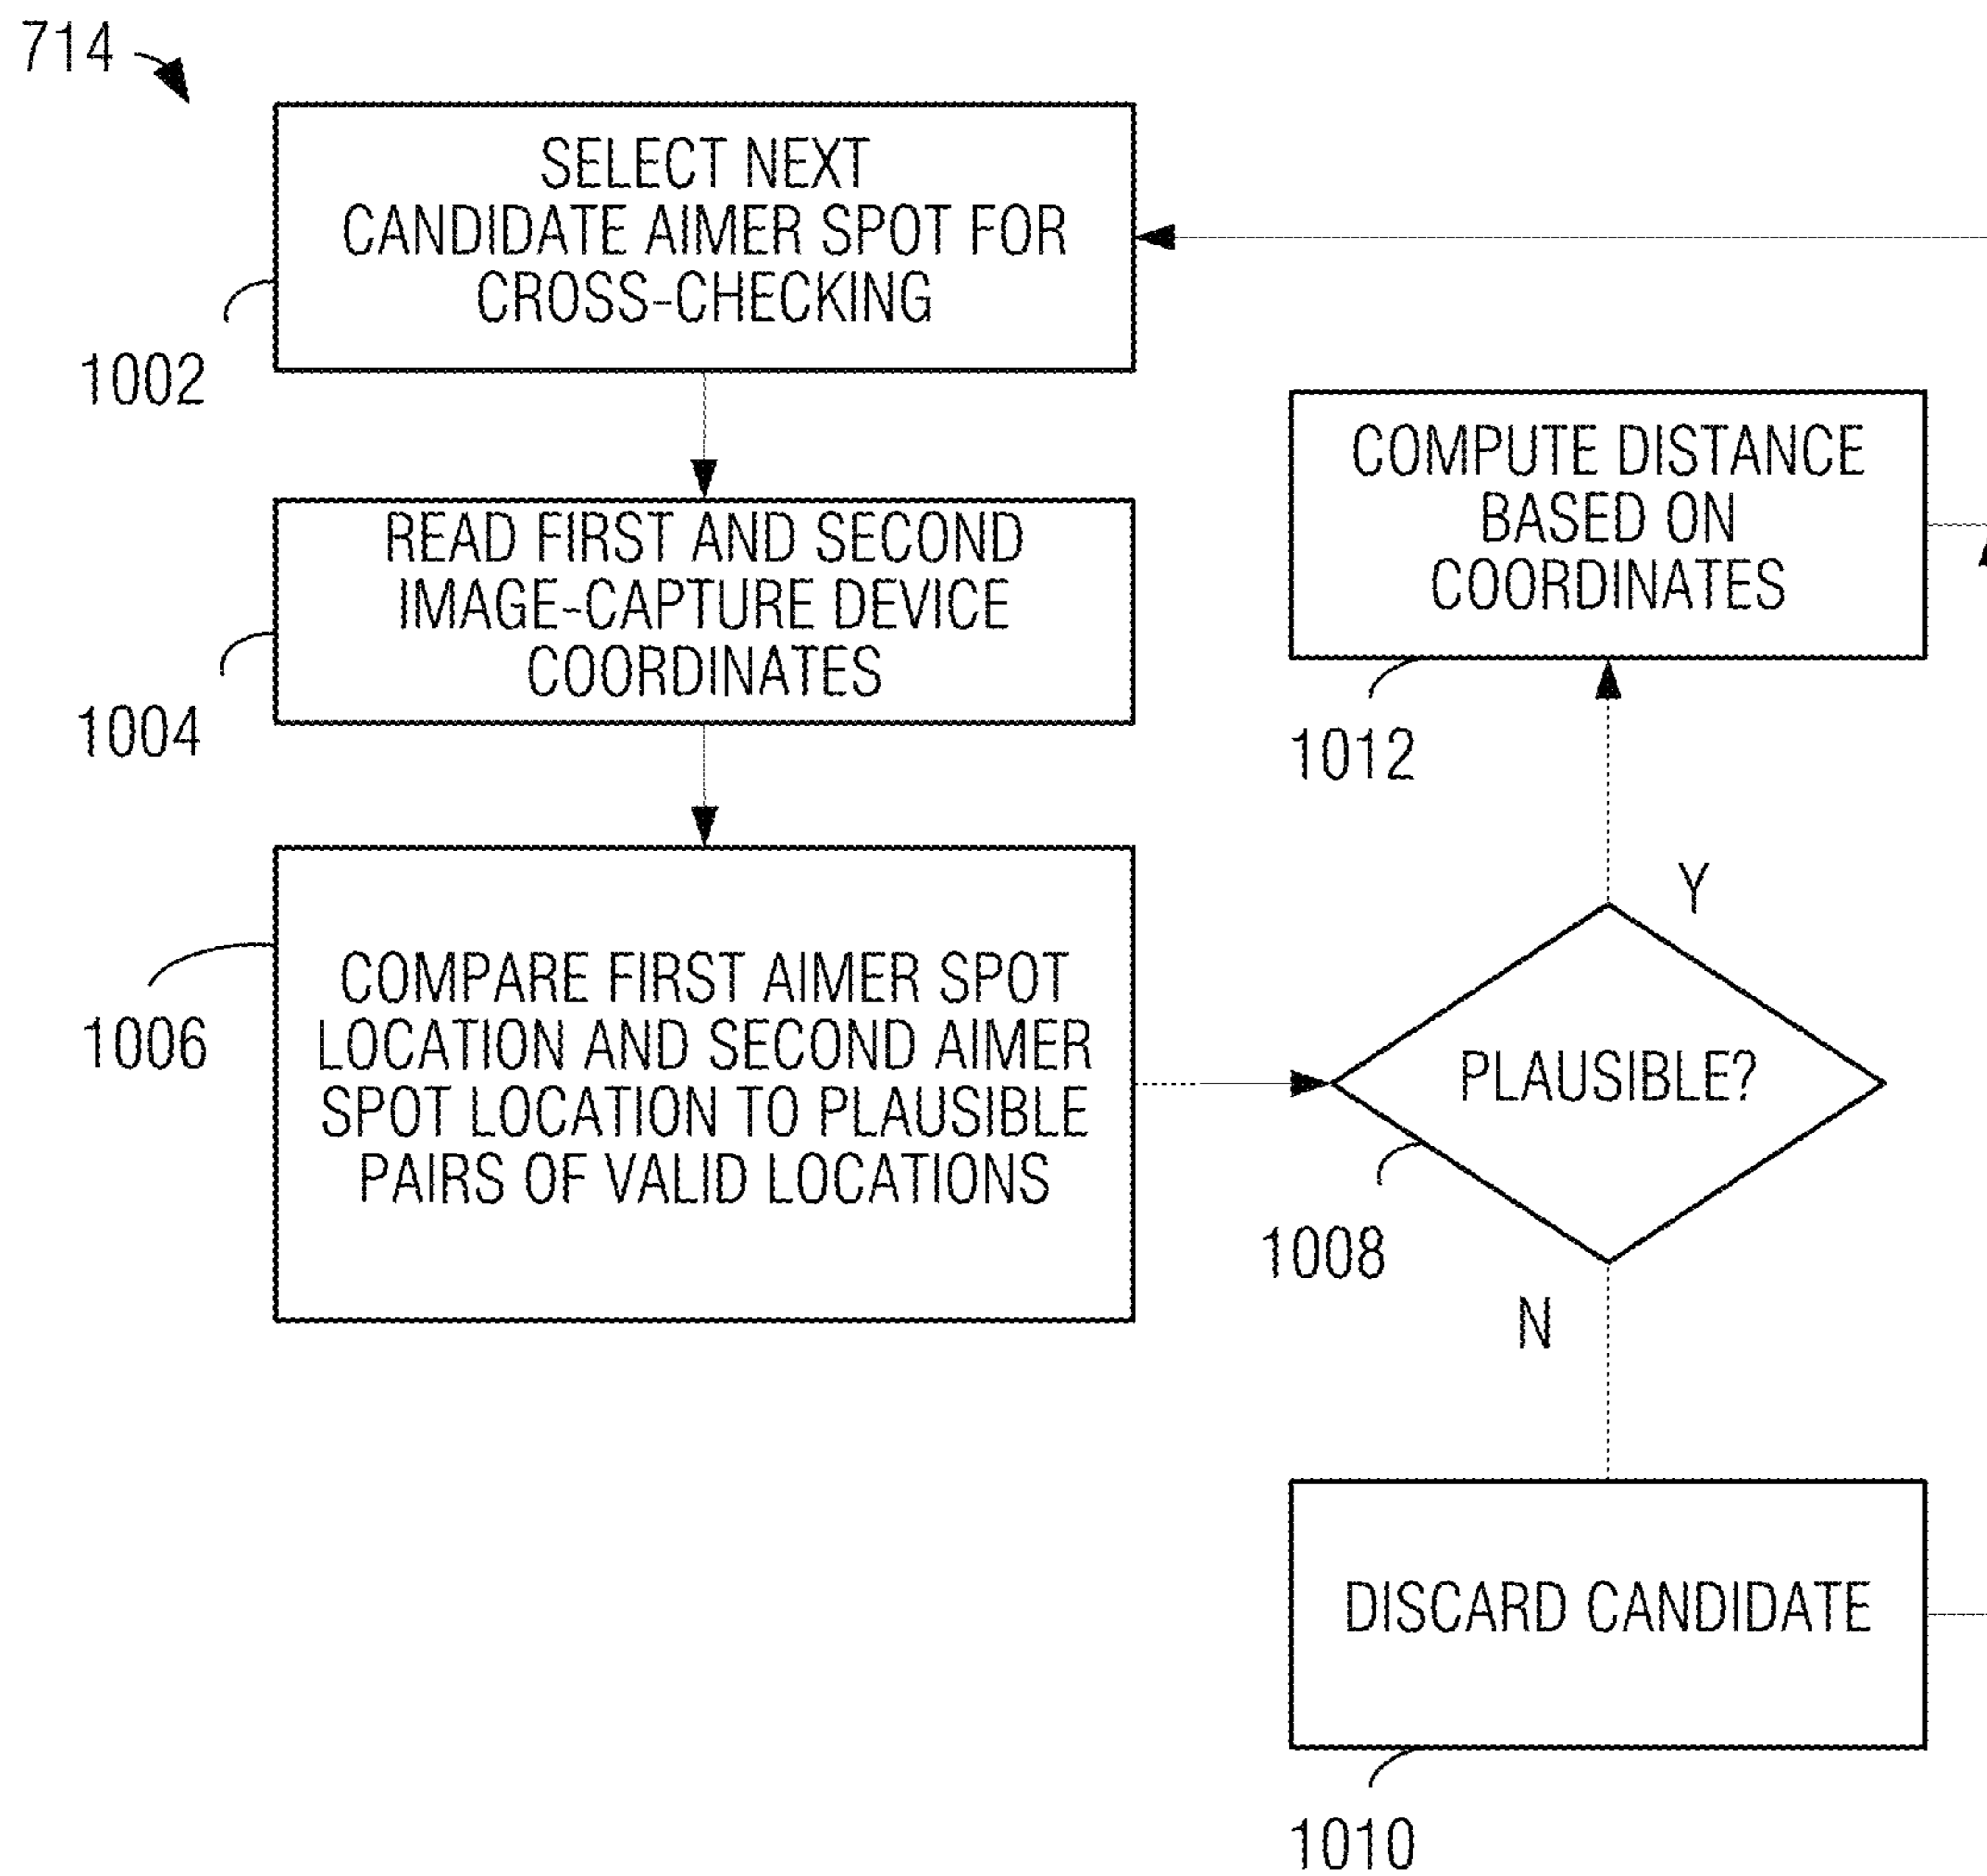 714
SELECT NEXT
CANDIDATE AIMER SPOT FOR
CROSS-CHECKING
1002
READ FIRST AND SECOND
IMAGE-CAPTURE DEVICE
COORDINATES
1004
COMPARE FIRST AIMER SPOT
LOCATION AND SECOND AIMER
SPOT LOCATION TO PLAUSIBLE
PAIRS OF VALID LOCATIONS
1006
COMPUTE DISTANCE
BASED ON
COORDINATES
1012
Y
PLAUSIBLE?
1008
N
DISCARD CANDIDATE
1010